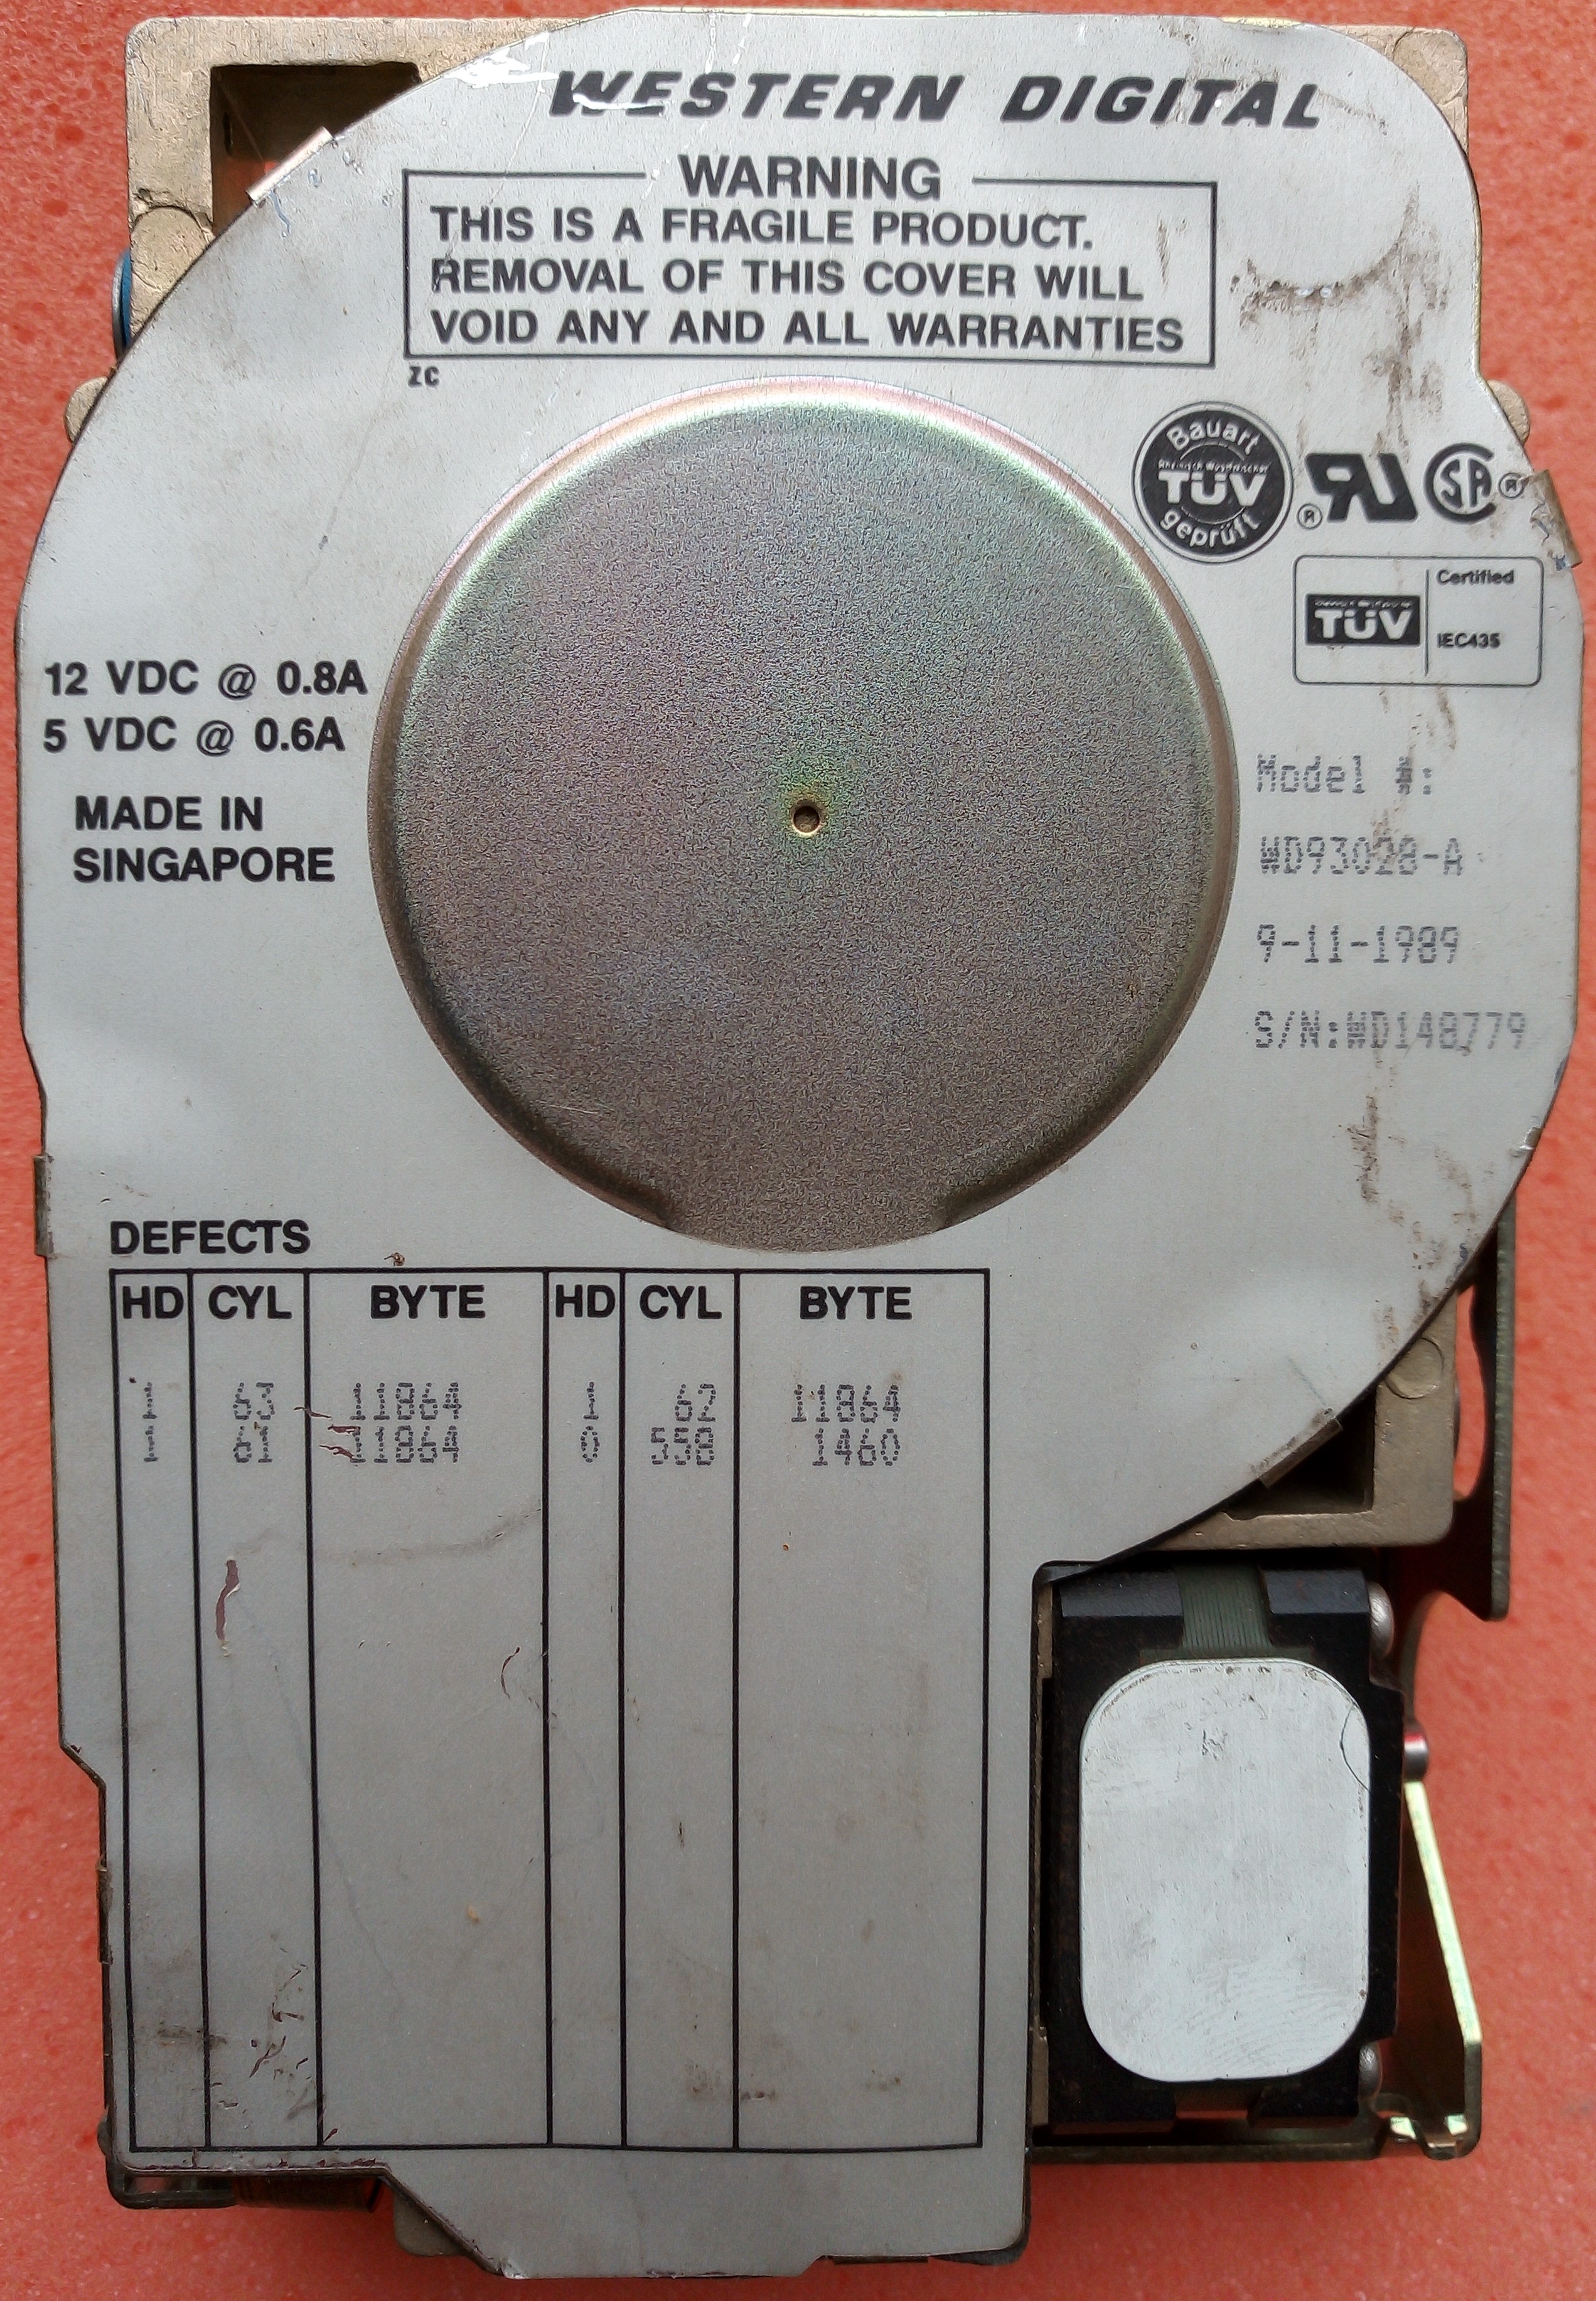 WESTERN DIGITAL
WARNING
THIS IS A FRAGILE PRODUCT.
REMOVAL OF THIS COVER WILL
VOID ANY AND ALL WARRANTIES
ZC
Bauart
TÜV
geprüft
® RU SA ®
TÜV
Certified
IEC435
12 VDC @ 0.8A
5 VDC @ 0.6A
MADE IN
SINGAPORE
Model #:
WD93028-A
9-11-1989
S/N:WD1A8779
DEFECTS
HD CYL BYTE HD CYL BYTE
1 63 11864 1 62 11864
1 61 11864 0 558 1460